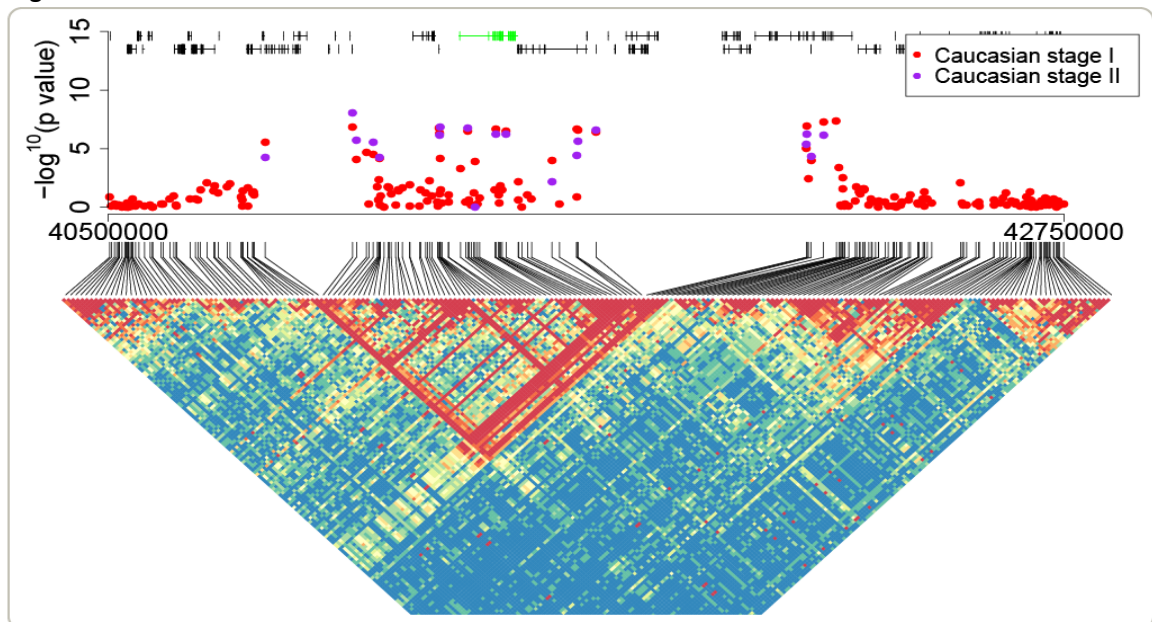 15
10
5
0
−log10(p value)
Caucasian stage I
Caucasian stage II
40500000
42750000